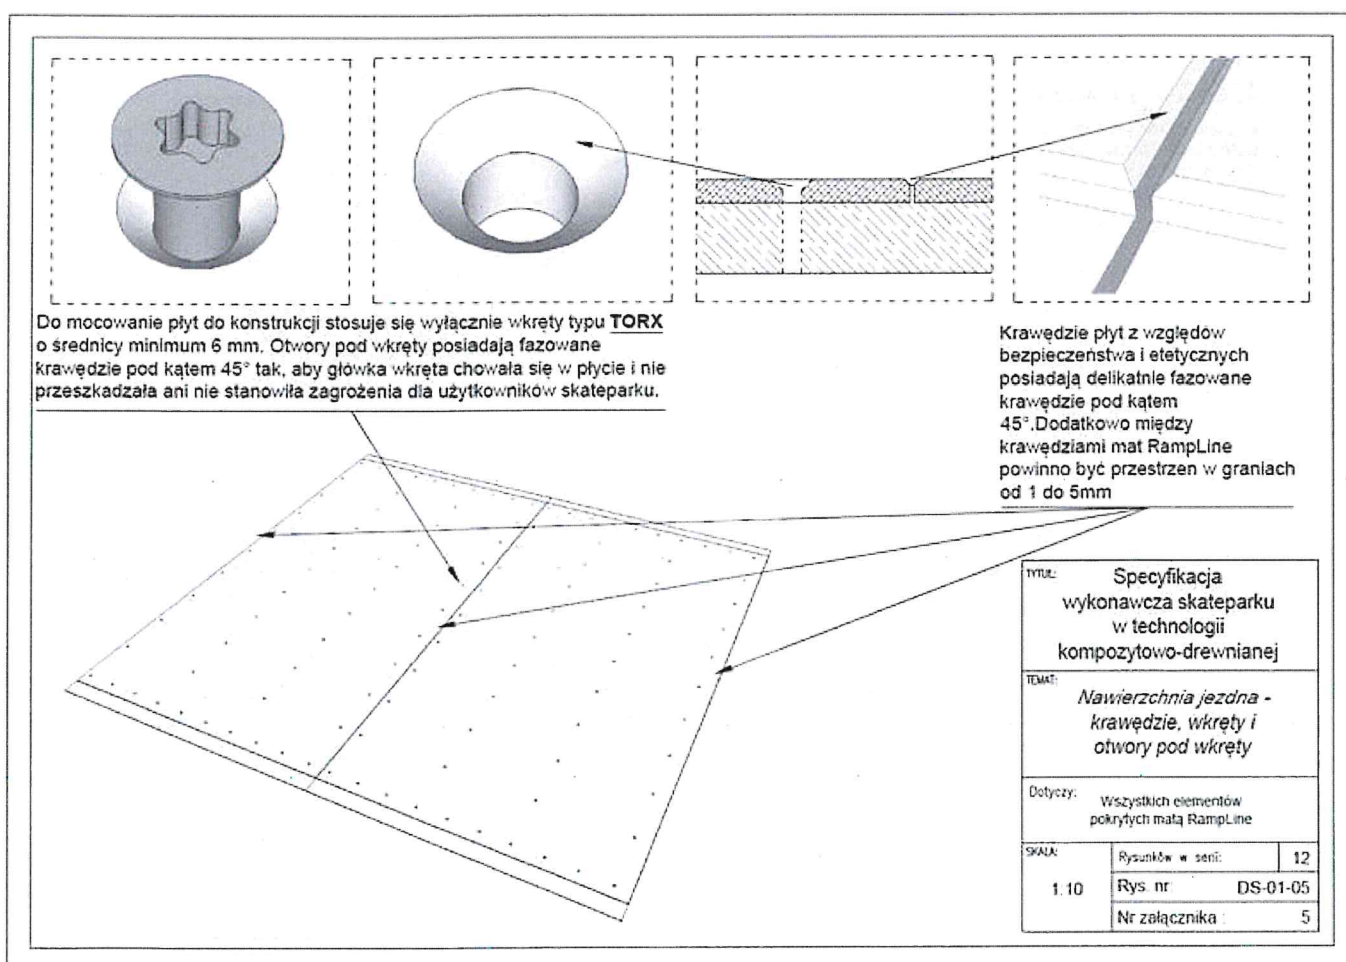 Do mocowanie płyt do konstrukcji stosuje się wyłącznie wkręty typu TORX
o średnicy minimum 6 mm. Otwory pod wkręty posiadają fazowane
krawędzie pod kątem 45° tak, aby główka wkręta chowała się w płycie i nie
przeszkadzała ani nie stanowiła zagrożenia dla użytkowników skateparku.
Krawędzie płyt z względów
bezpieczeństwa i etetycznych
posiadają delikatnie fazowane
krawędzie pod kątem
45°.Dodatkowo między
krawędziami mat RampLine
powinno być przestrzen w graniach
od 1 do 5mm
TYTUŁ:
Specyfikacja
wykonawcza skateparku
w technologii
kompozytowo-drewnianej
TEMAT:
Nawierzchnia jezdna -
krawędzie, wkręty i
otwory pod wkręty
Dotyczy:
Wszystkich elementów
pokrytych matą RampLine
SKALA:
1:10
Rysunków w serii: 12
Rys. nr: DS-01-05
Nr załącznika : 5